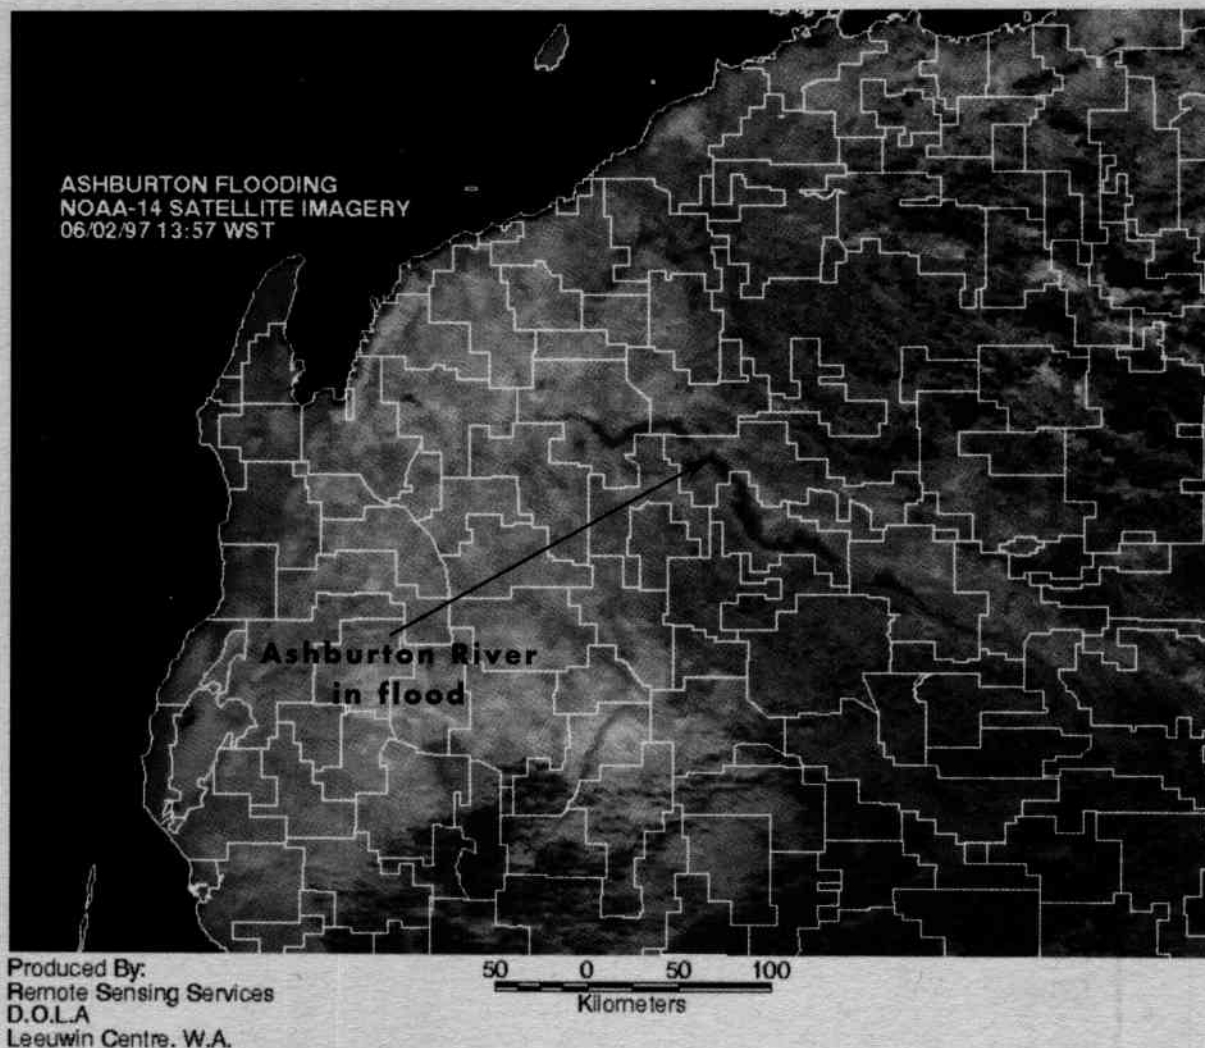 ASHBURTON FLOODING
NOAA-14 SATELLITE IMAGERY
06/02/97 13:57 WST
Ashburton River
in flood
Produced By:
Remote Sensing Services
D.O.L.A
Leeuwin Centre, W.A.
50 0 50 100
Kilometers